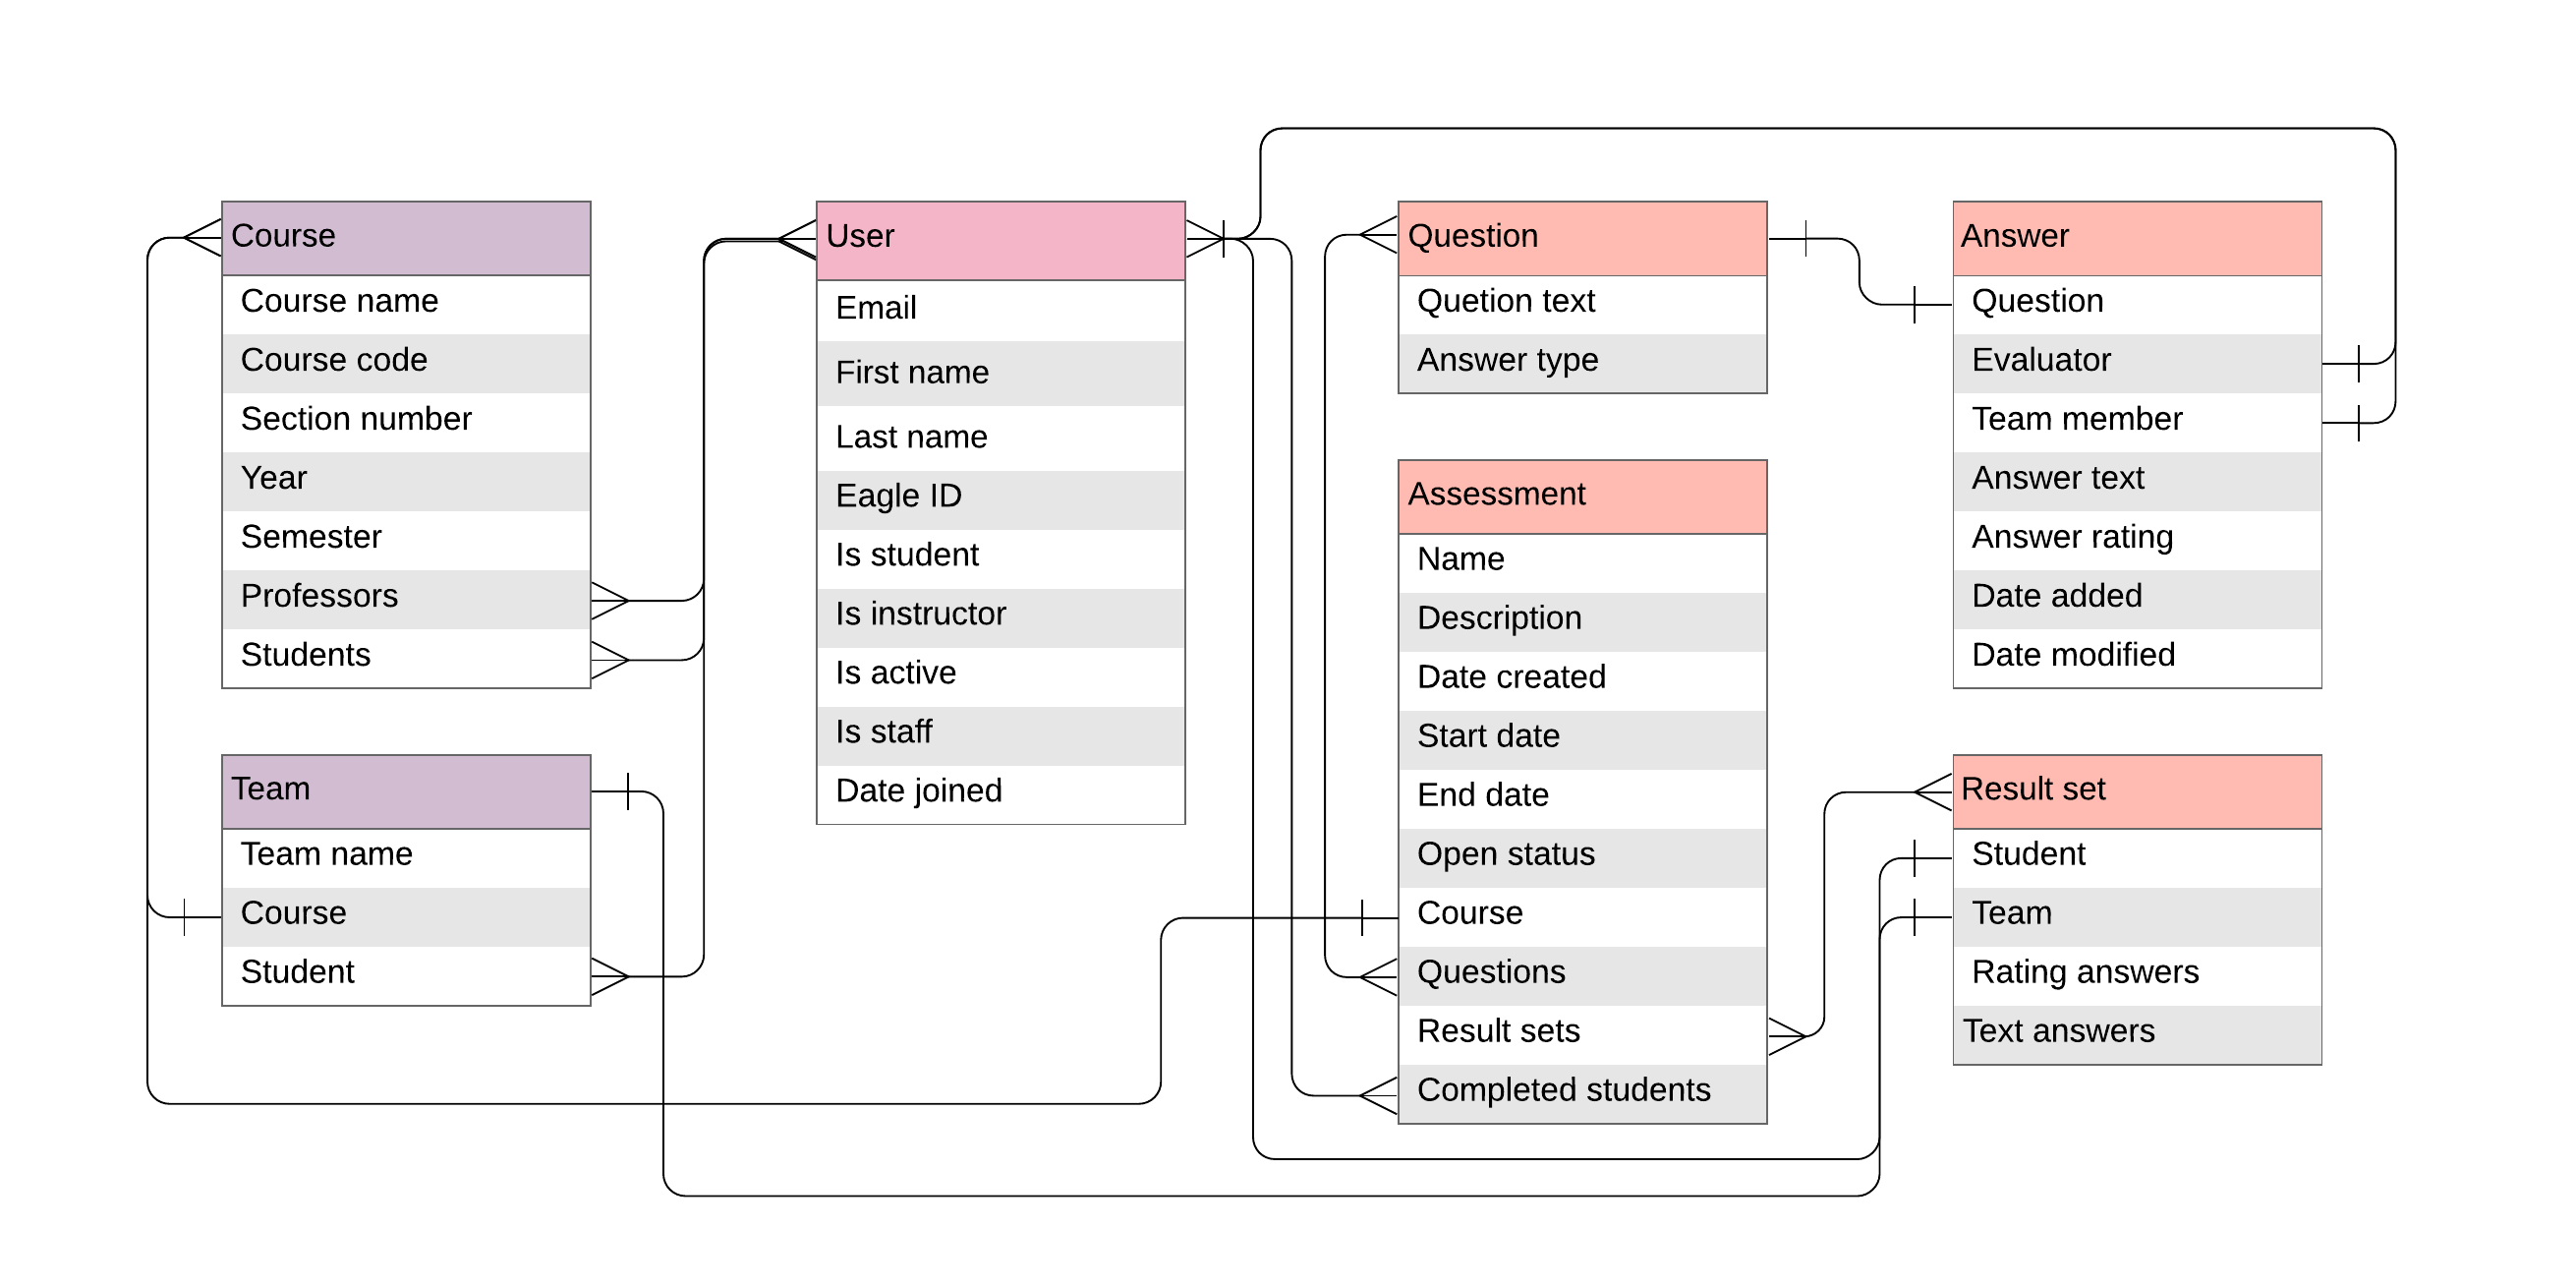 Course
Course name
Course code
Section number
Year
Semester
Professors
Students
Team
Team name
Course
Student
User
Email
First name
Last name
Eagle ID
Is student
Is instructor
Is active
Is staff
Date joined
Question
Quetion text
Answer type
Assessment
Name
Description
Date created
Start date
End date
Open status
Course
Questions
Result sets
Completed students
Answer
Question
Evaluator
Team member
Answer text
Answer rating
Date added
Date modified
Result set
Student
Team
Rating answers
Text answers